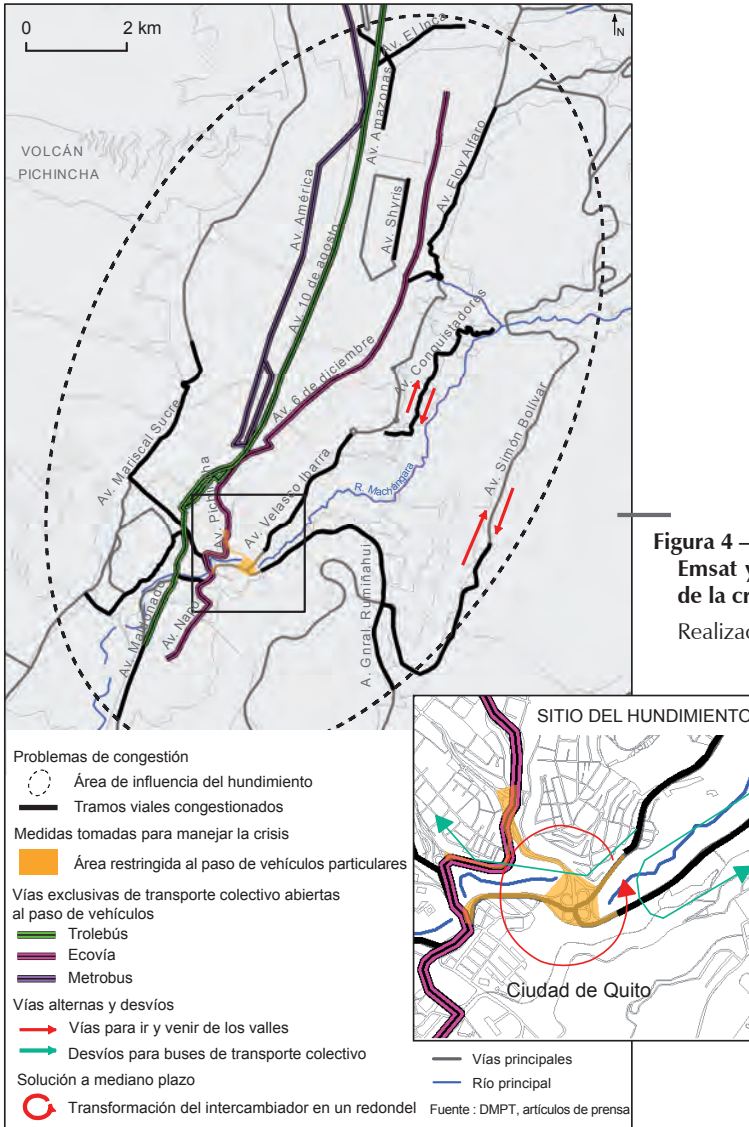 0 2 km
N
VOLCÁN
PICHINCHA
Av. El Inca
Av. Amazonas
Av. América
Av. 10 de agosto
Av. Shyris
Av. Eloy Alfaro
Av. 6 de diciembre
Av. Conquistadores
Av. Mariscal Sucre
Av. Pichincha
Av. Velasco Ibarra
R. Machángara
Av. Simón Bolívar
Av. Maldonado
Av. Napo
A. Gnral. Rumiñahui
Figura 4 –
Emsat y
de la cr
Realizac
SITIO DEL HUNDIMIENTO
Ciudad de Quito
Problemas de congestión
Área de influencia del hundimiento
Tramos viales congestionados
Medidas tomadas para manejar la crisis
Área restringida al paso de vehículos particulares
Vías exclusivas de transporte colectivo abiertas
al paso de vehículos
Trolebús
Ecovía
Metrobus
Vías alternas y desvíos
Vías para ir y venir de los valles
Desvíos para buses de transporte colectivo
Solución a mediano plazo
Transformación del intercambiador en un redondel
Vías principales
Río principal
Fuente : DMPT, artículos de prensa